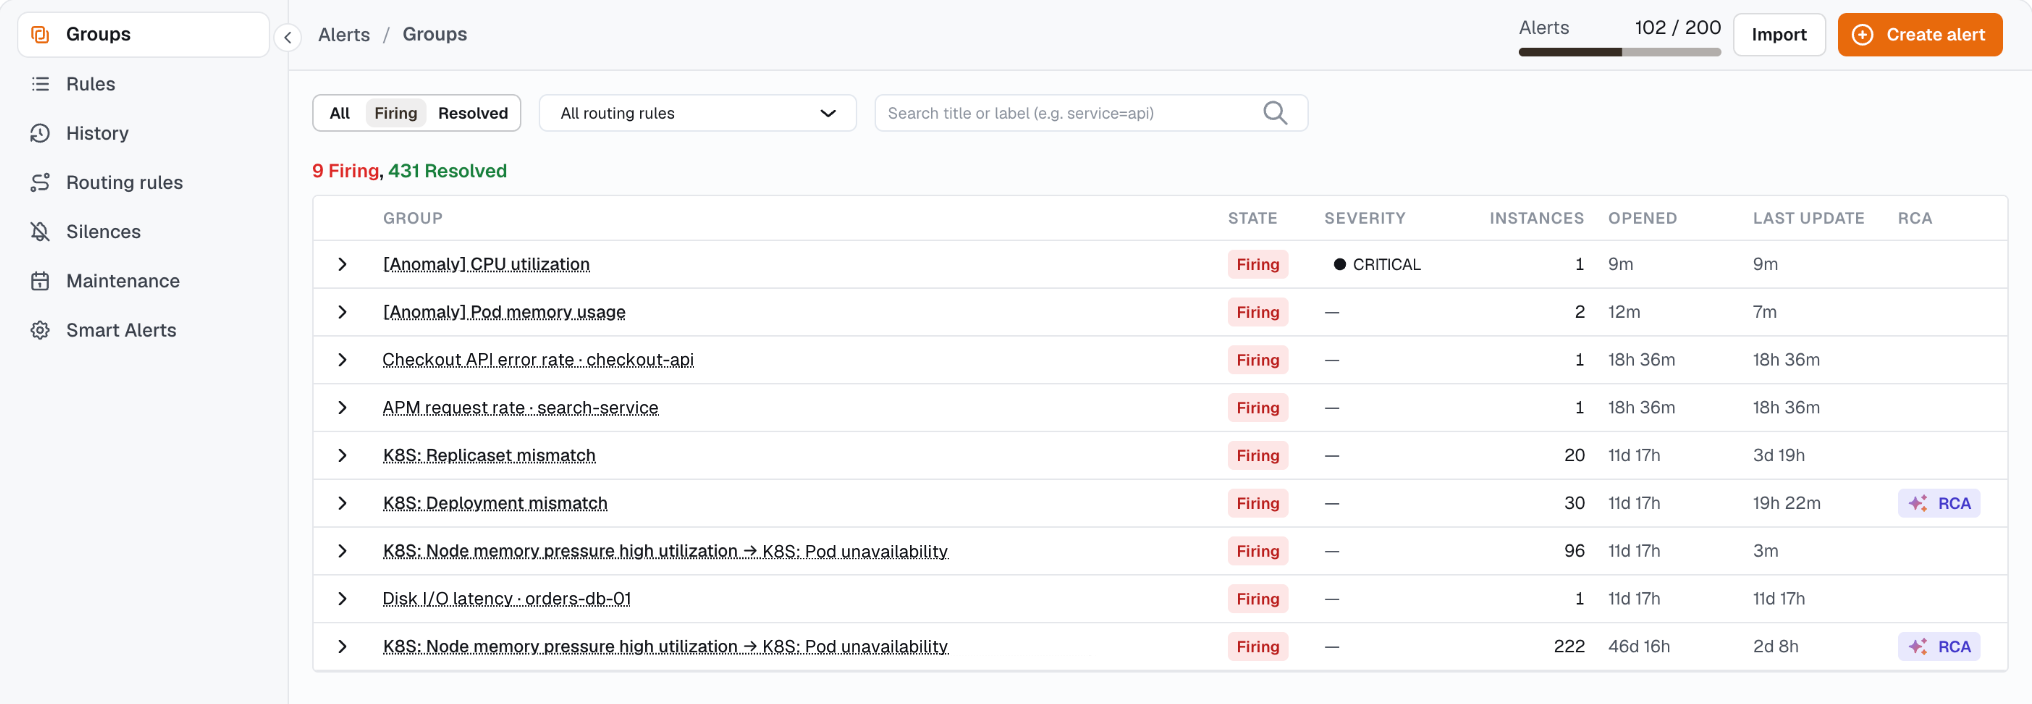 Groups
Rules
History
Routing rules
Silences
Maintenance
Smart Alerts
Alerts / Groups
Alerts 102 / 200
Import
Create alert
All Firing Resolved
All routing rules
Search title or label (e.g. service=api)
9 Firing, 431 Resolved
GROUP STATE SEVERITY INSTANCES OPENED LAST UPDATE RCA
[Anomaly] CPU utilization Firing CRITICAL 1 9m 9m
[Anomaly] Pod memory usage Firing — 2 12m 7m
Checkout API error rate · checkout-api Firing — 1 18h 36m 18h 36m
APM request rate · search-service Firing — 1 18h 36m 18h 36m
K8S: Replicaset mismatch Firing — 20 11d 17h 3d 19h
K8S: Deployment mismatch Firing — 30 11d 17h 19h 22m RCA
K8S: Node memory pressure high utilization → K8S: Pod unavailability Firing — 96 11d 17h 3m
Disk I/O latency · orders-db-01 Firing — 1 11d 17h 11d 17h
K8S: Node memory pressure high utilization → K8S: Pod unavailability Firing — 222 46d 16h 2d 8h RCA